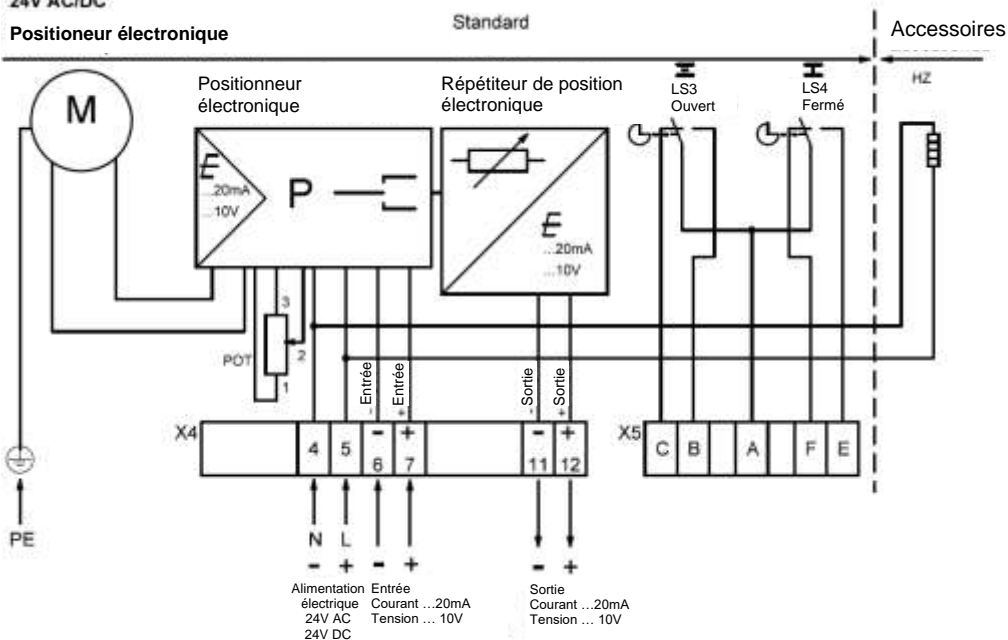 24V AC/DC
Positioneur électronique
Standard
Accessoires
M
Positionneur
électronique
Répétiteur de position
électronique
LS3
Ouvert
LS4
Fermé
HZ
E
...20mA
...10V
P
E
...20mA
...10V
3
POT
2
1
- Entrée
+ Entrée
- Sortie
+ Sortie
X4
4
5
- 6
+ 7
- 11
+ 12
X5
C B A F E
PE
N L
- + - +
- +
Alimentation
électrique
24V AC
24V DC
Entrée
Courant …20mA
Tension … 10V
Sortie
Courant …20mA
Tension … 10V